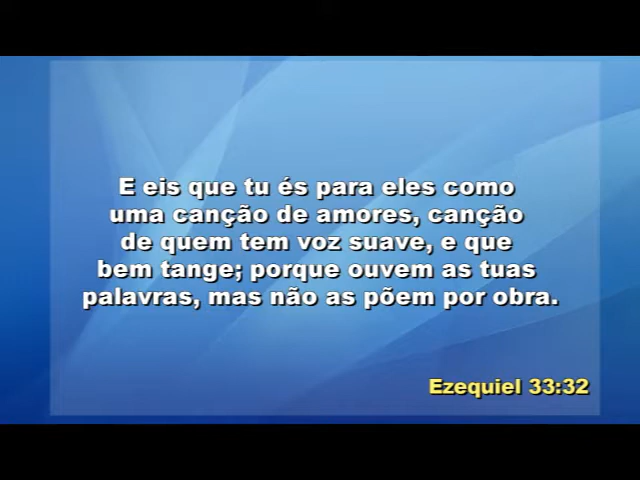 E eis que tu és para eles como
uma canção de amores, canção
de quem tem voz suave, e que
bem tange; porque ouvem as tuas
palavras, mas não as põem por obra.
Ezequiel 33:32